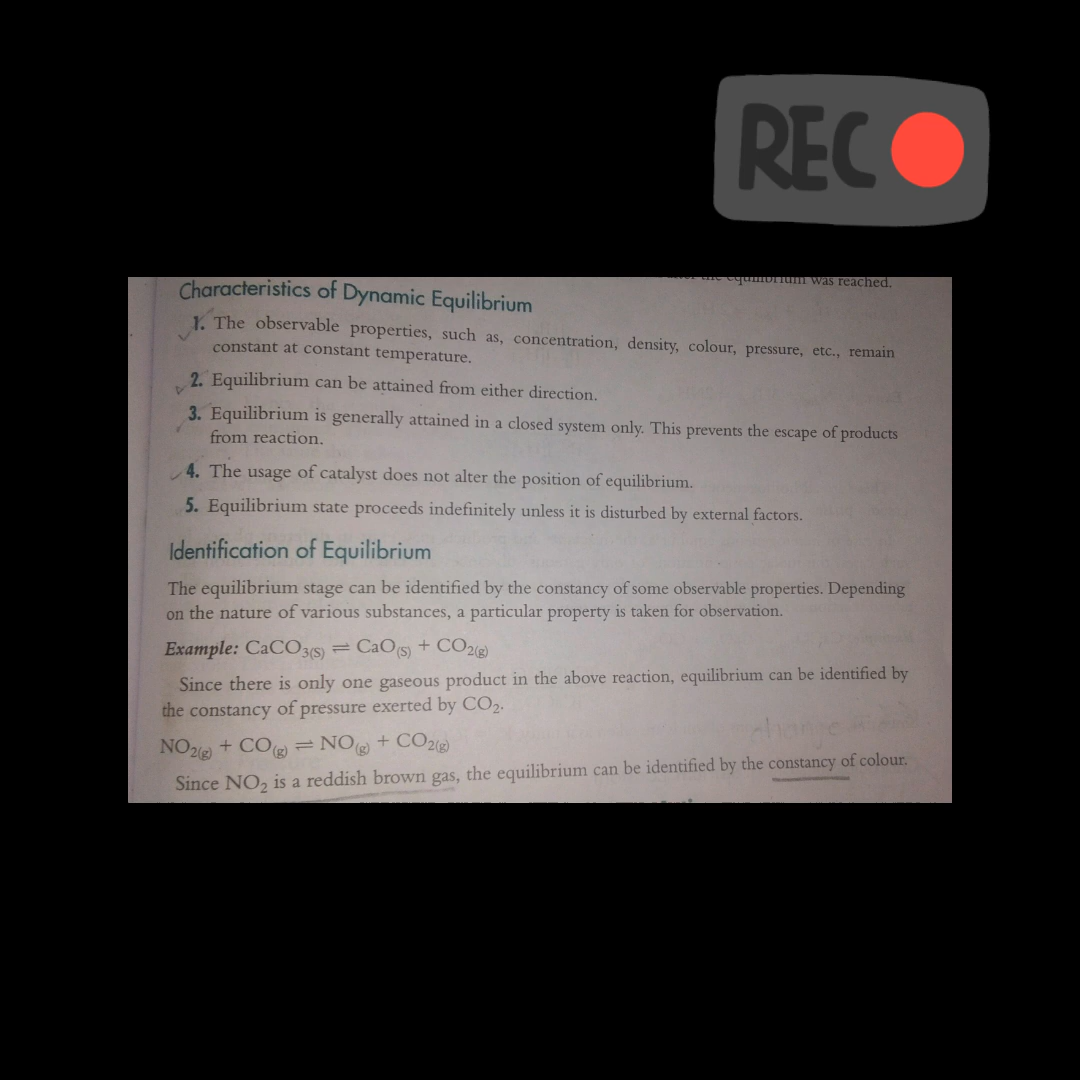 REC
equilibrium was reached.
Characteristics of Dynamic Equilibrium
1. The observable properties, such as, concentration, density, colour, pressure, etc., remain
constant at constant temperature.
2. Equilibrium can be attained from either direction.
3. Equilibrium is generally attained in a closed system only. This prevents the escape of products
from reaction.
4. The usage of catalyst does not alter the position of equilibrium.
5. Equilibrium state proceeds indefinitely unless it is disturbed by external factors.
Identification of Equilibrium
The equilibrium stage can be identified by the constancy of some observable properties. Depending
on the nature of various substances, a particular property is taken for observation.
Example: CaCO3(S) ⇌ CaO(S) + CO2(g)
Since there is only one gaseous product in the above reaction, equilibrium can be identified by
the constancy of pressure exerted by CO2.
change
NO2(g) + CO(g) ⇌ NO(g) + CO2(g)
Since NO2 is a reddish brown gas, the equilibrium can be identified by the constancy of colour.